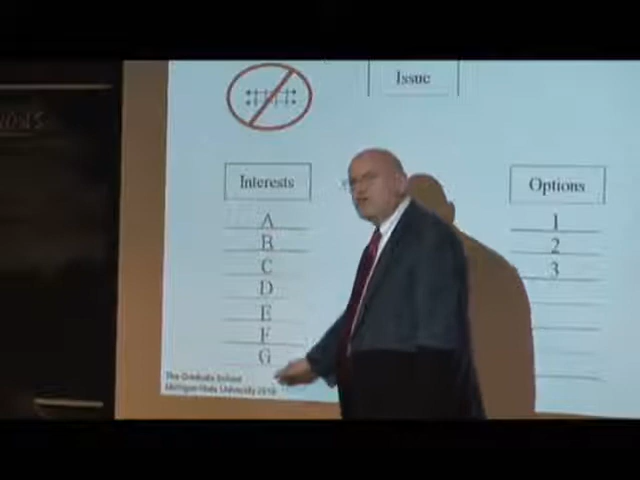 Issue
Interests
Options
A
1
B
2
C
3
D
E
F
G
The Graduate School
Michigan State University 2010